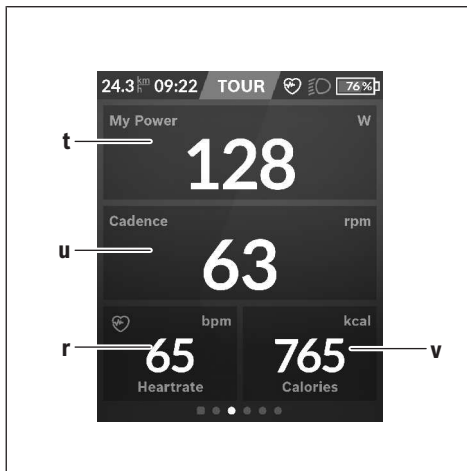 24.3 km/h 09:22 TOUR 76 %
My Power W
t
128
Cadence rpm
u
63
bpm kcal
r 65 765 v
Heartrate Calories